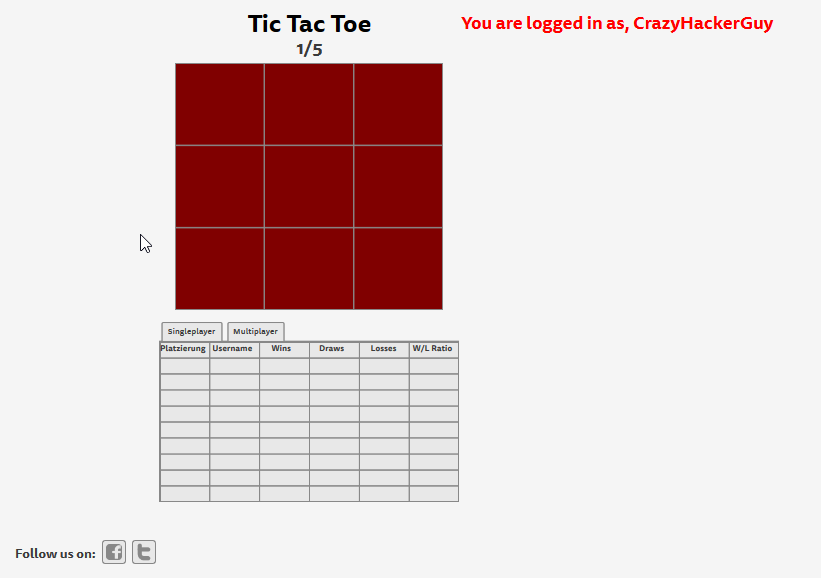 Tic Tac Toe
You are logged in as, CrazyHackerGuy
1/5
Singleplayer Multiplayer
Platzierung Username Wins Draws Losses W/L Ratio
Follow us on: